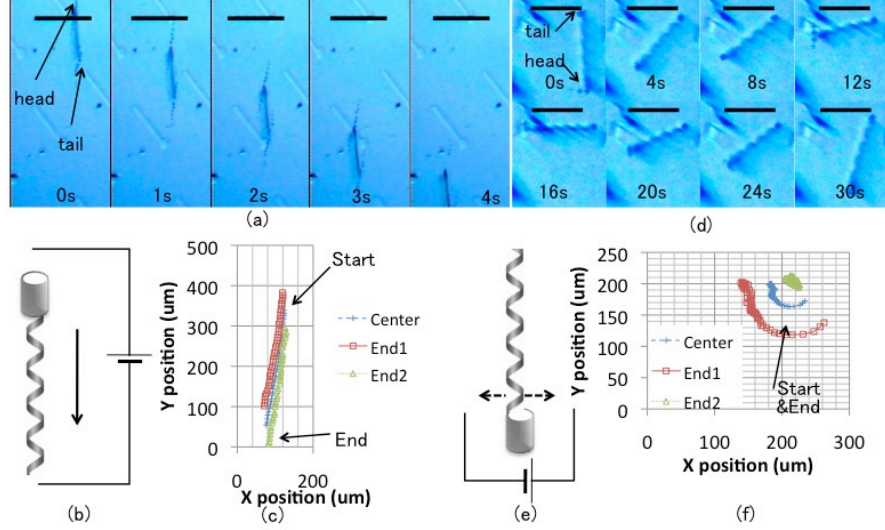 head
tail
0s
1s
2s
3s
4s
(a)
tail
head
0s
4s
8s
12s
16s
20s
24s
30s
(d)
(b)
500
400
300
200
100
0
0
200
Y position (um)
X position (um)
Start
End
Center
End1
End2
(c)
(e)
250
200
150
100
50
0
0
100
200
300
Y position (um)
X position (um)
Center
End1
End2
Start
&End
(f)